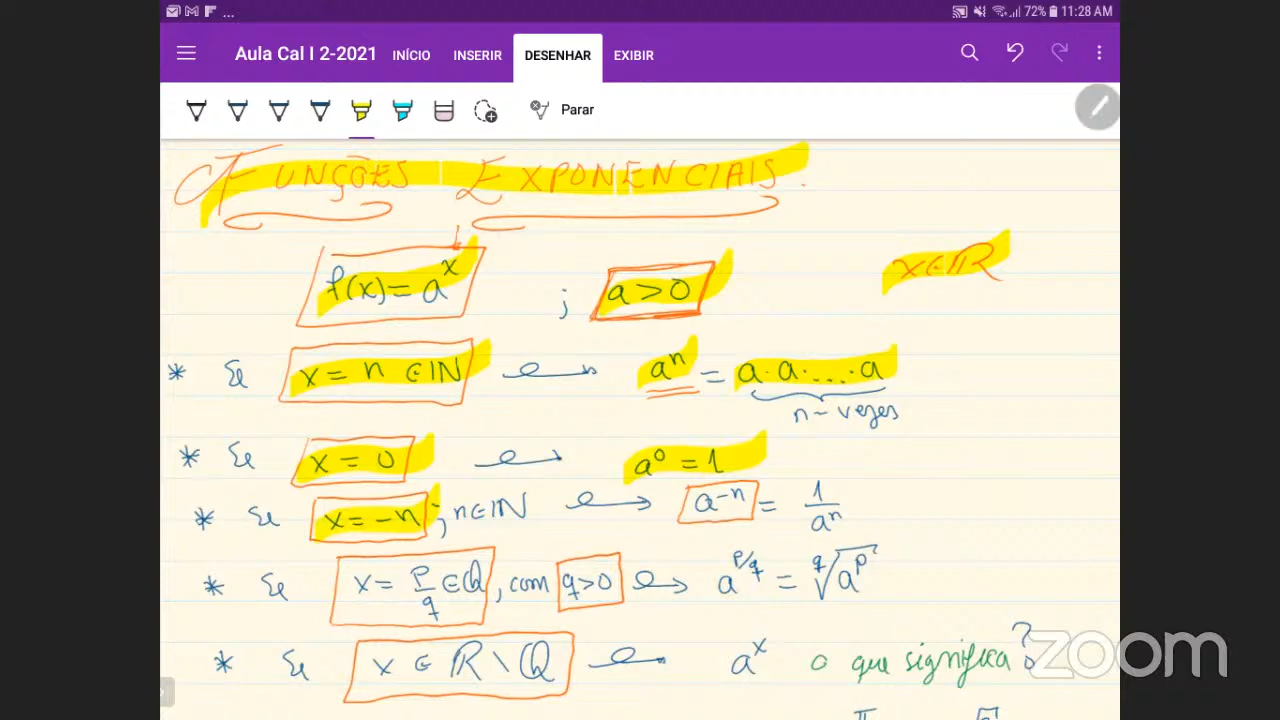 ... 72% 11:28 AM
Aula Cal I 2-2021 INÍCIO INSERIR DESENHAR EXIBIR
Parar
FUNÇÕES EXPONENCIAIS.
f(x) = a^x ; a > 0 x ∈ ℝ
* Se x = n ∈ ℕ → a^n = a · a · ... · a
n - vezes
* Se x = 0 → a^0 = 1
* Se x = -n ; n ∈ ℕ → a^-n = 1/a^n
* Se x = p/q ∈ ℚ, com q > 0 → a^p/q = q√a^p
* Se x ∈ ℝ \ ℚ → a^x o que significa?
zoom